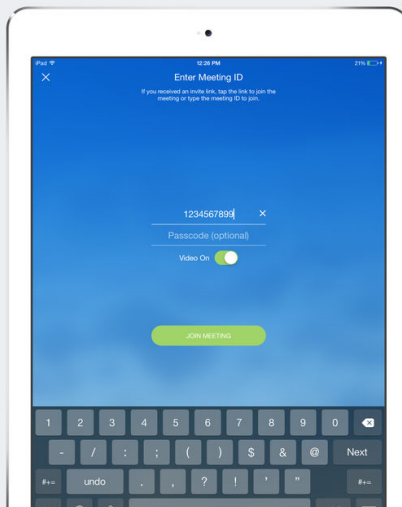 iPad 12:28 PM 21%
Enter Meeting ID
If you received an invite link, tap the link to join the
meeting or type the meeting ID to join.
1234567899
Passcode (optional)
Video On
JOIN MEETING
1 2 3 4 5 6 7 8 9 0
- / : ; ( ) $ & @ Next
#+= undo . , ? ! ' " #+=